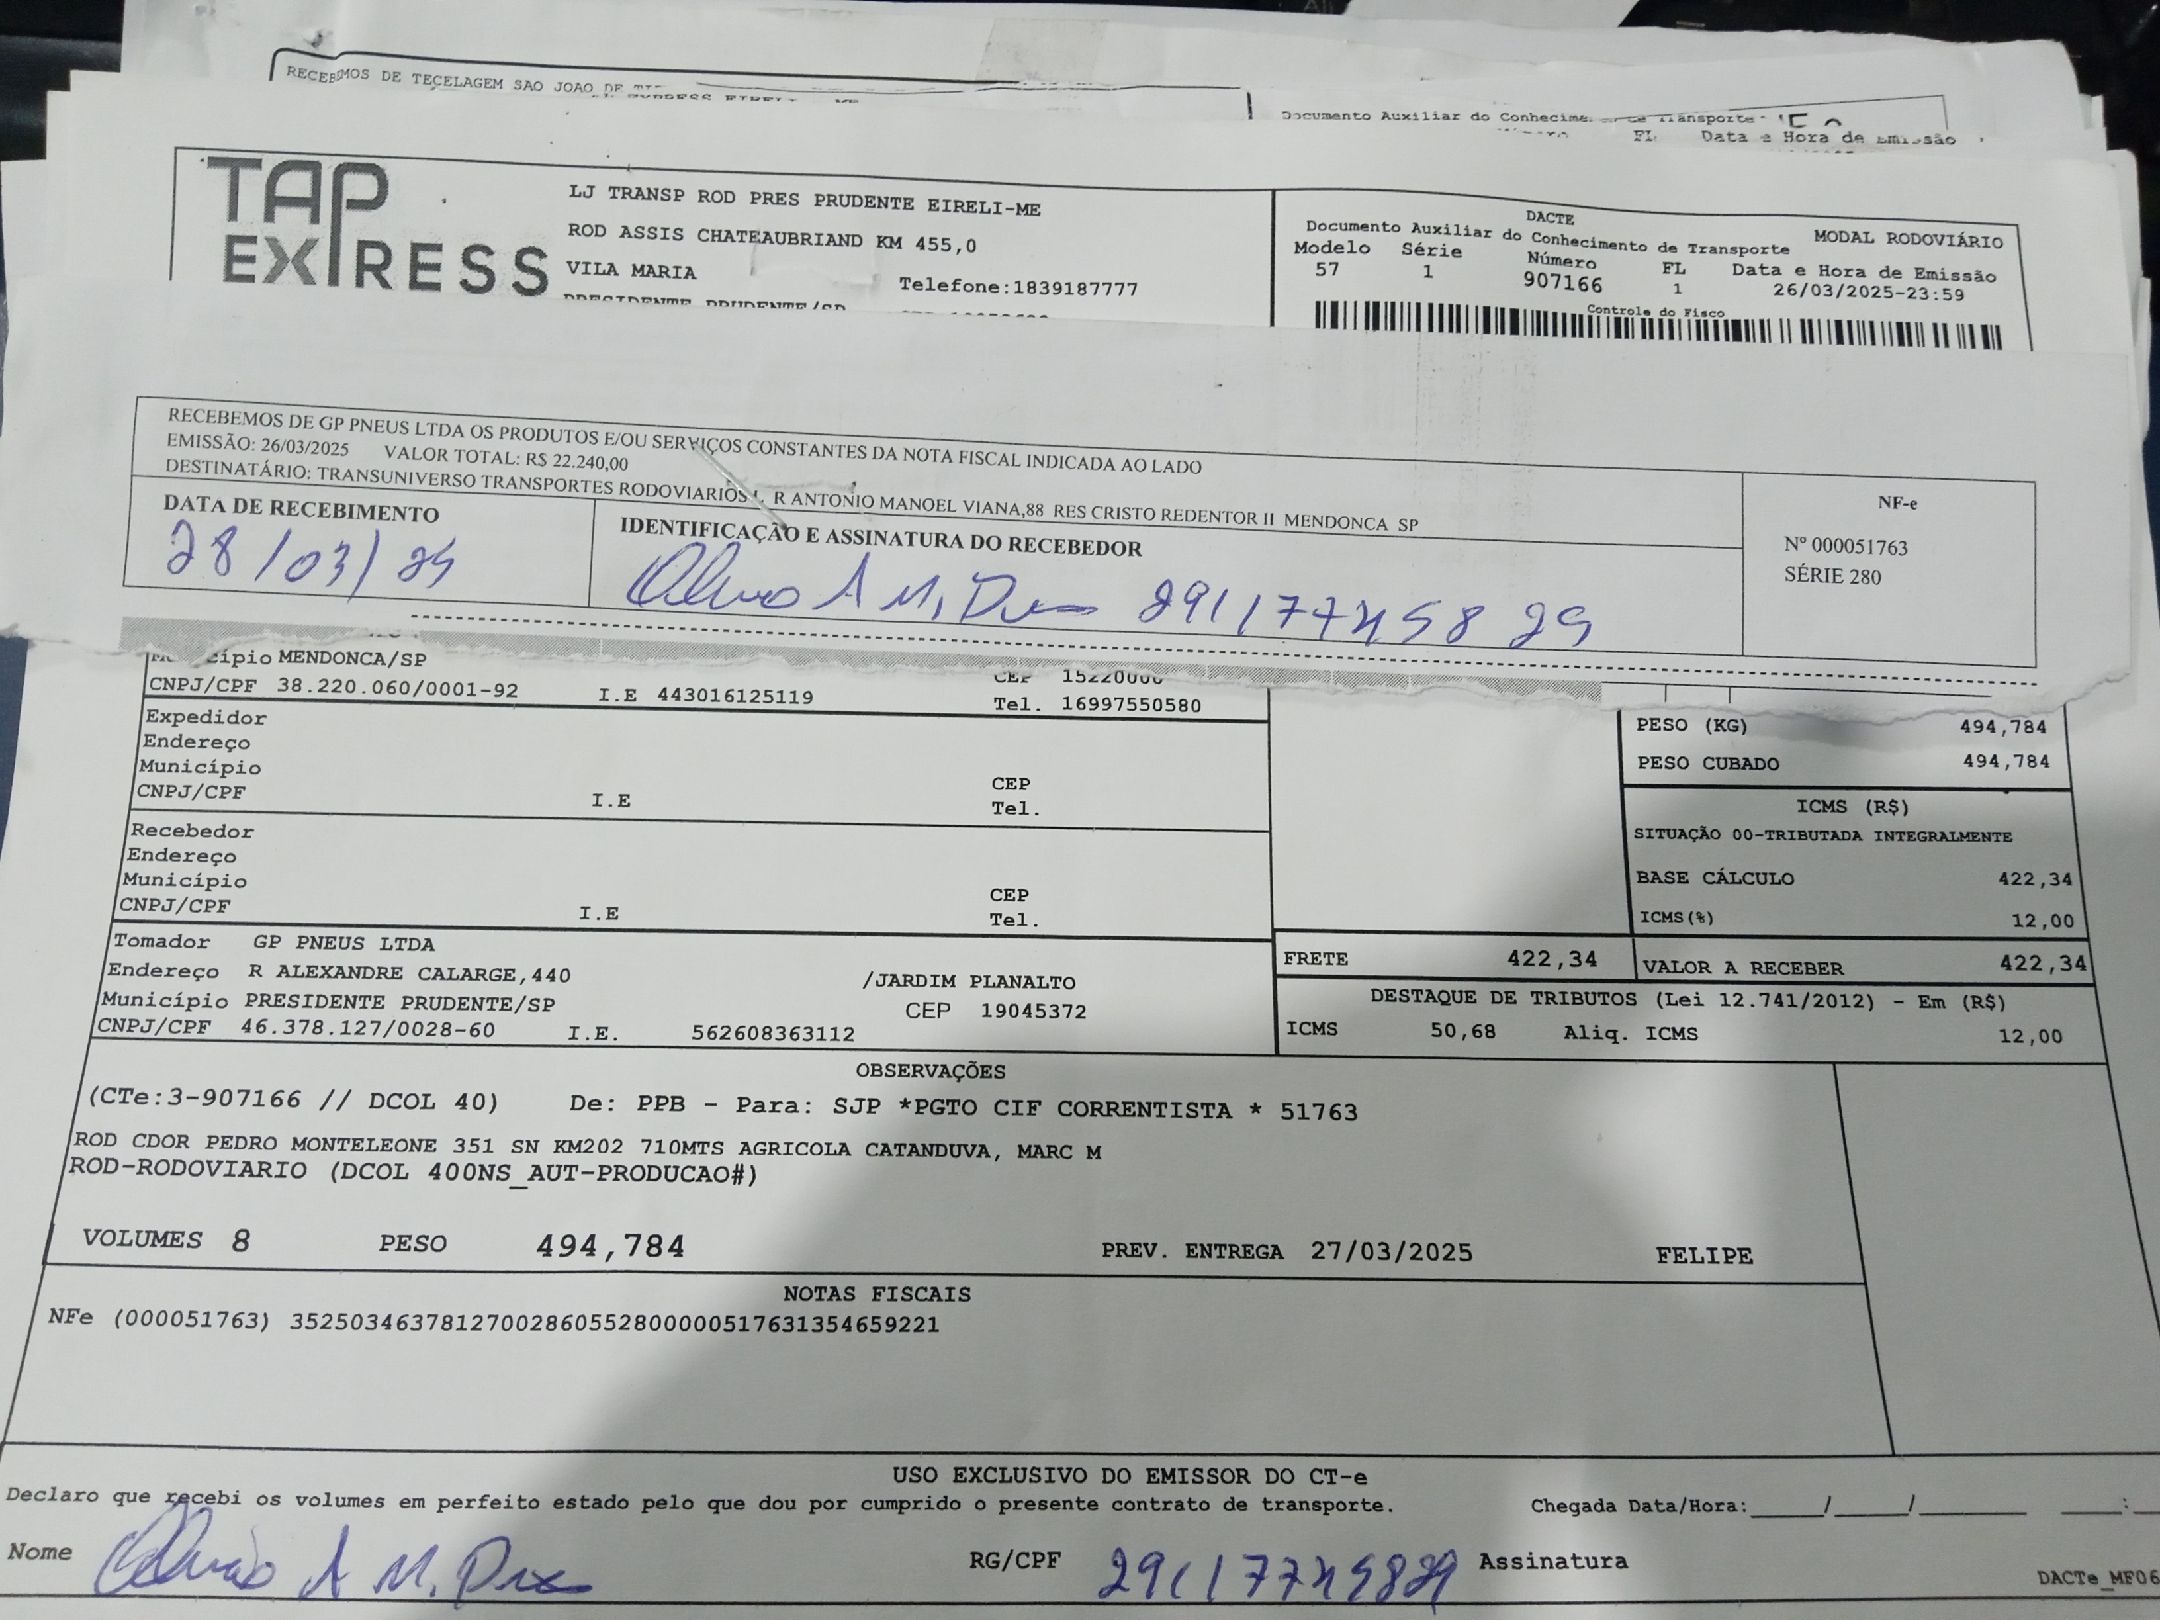 RECEBEMOS DE TECELAGEM SAO JOAO DE
Documento Auxiliar do Conhecime Transporte
FL Data e Hora de Emissão
TAP EXPRESS
LJ TRANSP ROD PRES PRUDENTE EIRELI-ME
ROD ASSIS CHATEAUBRIAND KM 455,0
VILA MARIA Telefone:1839187777
PRESIDENTE PRUDENTE/SP
DACTE
Documento Auxiliar do Conhecimento de Transporte MODAL RODOVIÁRIO
Modelo Série Número FL Data e Hora de Emissão
57 1 907166 1 26/03/2025-23:59
Controle do Fisco
RECEBEMOS DE GP PNEUS LTDA OS PRODUTOS E/OU SERVIÇOS CONSTANTES DA NOTA FISCAL INDICADA AO LADO
EMISSÃO: 26/03/2025 VALOR TOTAL: R$ 22.240,00
DESTINATÁRIO: TRANSUNIVERSO TRANSPORTES RODOVIARIOS L R ANTONIO MANOEL VIANA,88 RES CRISTO REDENTOR II MENDONCA SP
DATA DE RECEBIMENTO
28/03/25
IDENTIFICAÇÃO E ASSINATURA DO RECEBEDOR
A M.
NF-e
Nº 000051763
SÉRIE 280
Município MENDONCA/SP CEP 15220000
CNPJ/CPF 38.220.060/0001-92 I.E 443016125119 Tel. 16997550580
Expedidor
Endereço
Município CEP
CNPJ/CPF I.E Tel.
Recebedor
Endereço
Município CEP
CNPJ/CPF I.E Tel.
Tomador GP PNEUS LTDA
Endereço R ALEXANDRE CALARGE,440 /JARDIM PLANALTO
Município PRESIDENTE PRUDENTE/SP CEP 19045372
CNPJ/CPF 46.378.127/0028-60 I.E. 562608363112
PESO (KG) 494,784
PESO CUBADO 494,784
ICMS (R$)
SITUAÇÃO 00-TRIBUTADA INTEGRALMENTE
BASE CÁLCULO 422,34
ICMS(%) 12,00
FRETE 422,34 VALOR A RECEBER 422,34
DESTAQUE DE TRIBUTOS (Lei 12.741/2012) - Em (R$)
ICMS 50,68 Aliq. ICMS 12,00
OBSERVAÇÕES
(CTe:3-907166 // DCOL 40) De: PPB - Para: SJP *PGTO CIF CORRENTISTA * 51763
ROD CDOR PEDRO MONTELEONE 351 SN KM202 710MTS AGRICOLA CATANDUVA, MARC M
ROD-RODOVIARIO (DCOL 400NS_AUT-PRODUCAO#)
VOLUMES 8 PESO 494,784 PREV. ENTREGA 27/03/2025 FELIPE
NOTAS FISCAIS
NFe (000051763) 35250346378127002860552800000517631354659221
USO EXCLUSIVO DO EMISSOR DO CT-e
Declaro que recebi os volumes em perfeito estado pelo que dou por cumprido o presente contrato de transporte. Chegada Data/Hora:_____/_____/_______ ____:__
Nome A M. RG/CPF Assinatura
DACTe_MF06